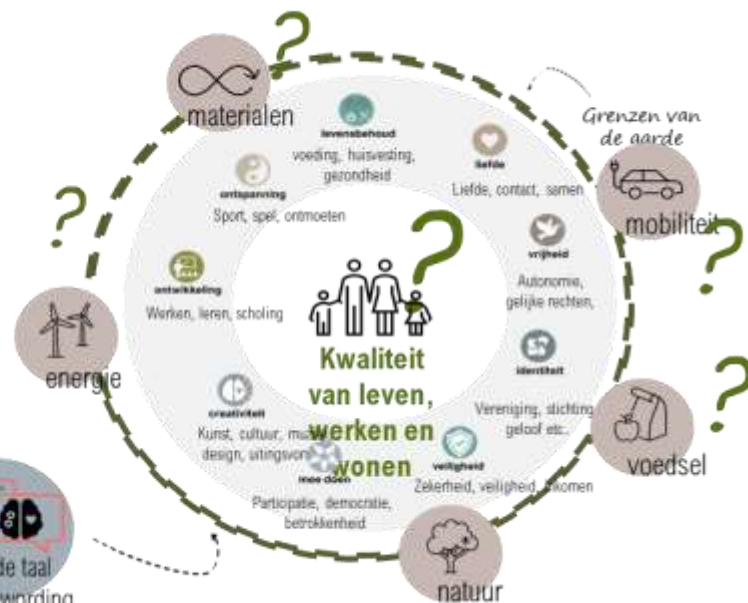 ?
materialen
Grenzen van
de aarde
levensbehoud
voeding, huisvesting,
gezondheid
liefde
Liefde, contact, samen
ontspanning
Sport, spel, ontmoeten
mobiliteit
?
?
?
vrijheid
Autonomie,
gelijke rechten,
ontwikkeling
Werken, leren, scholing
energie
Kwaliteit
van leven,
werken en
wonen
identiteit
Vereniging, stichting
geloof etc.
?
voedsel
creativiteit
Kunst, cultuur,
design,
mee doen
Participatie, democratie,
betrokkenheid
veiligheid
Zekerheid, veiligheid,
natuur
de taal